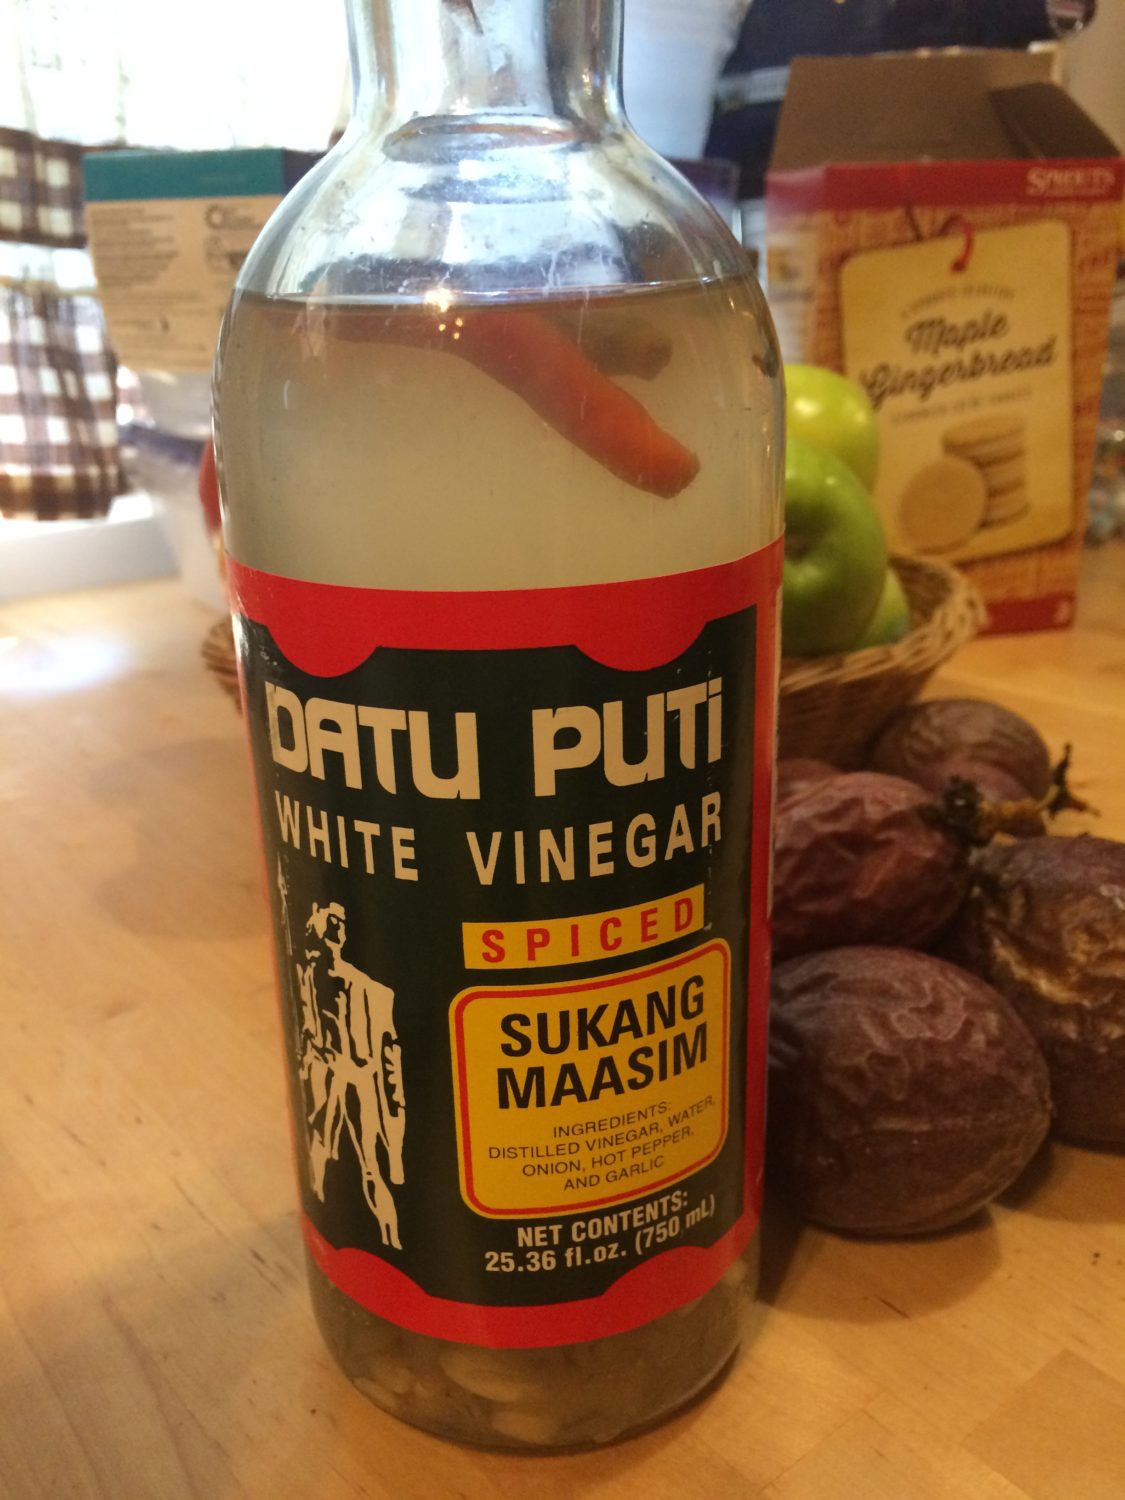 DATU PUTi
WHITE VINEGAR
SPICED
SUKANG
MAASIM
INGREDIENTS:
DISTILLED VINEGAR, WATER,
ONION, HOT PEPPER,
AND GARLIC
NET CONTENTS:
25.36 fl.oz. (750 mL)
SPROUTS
Maple
Gingerbread